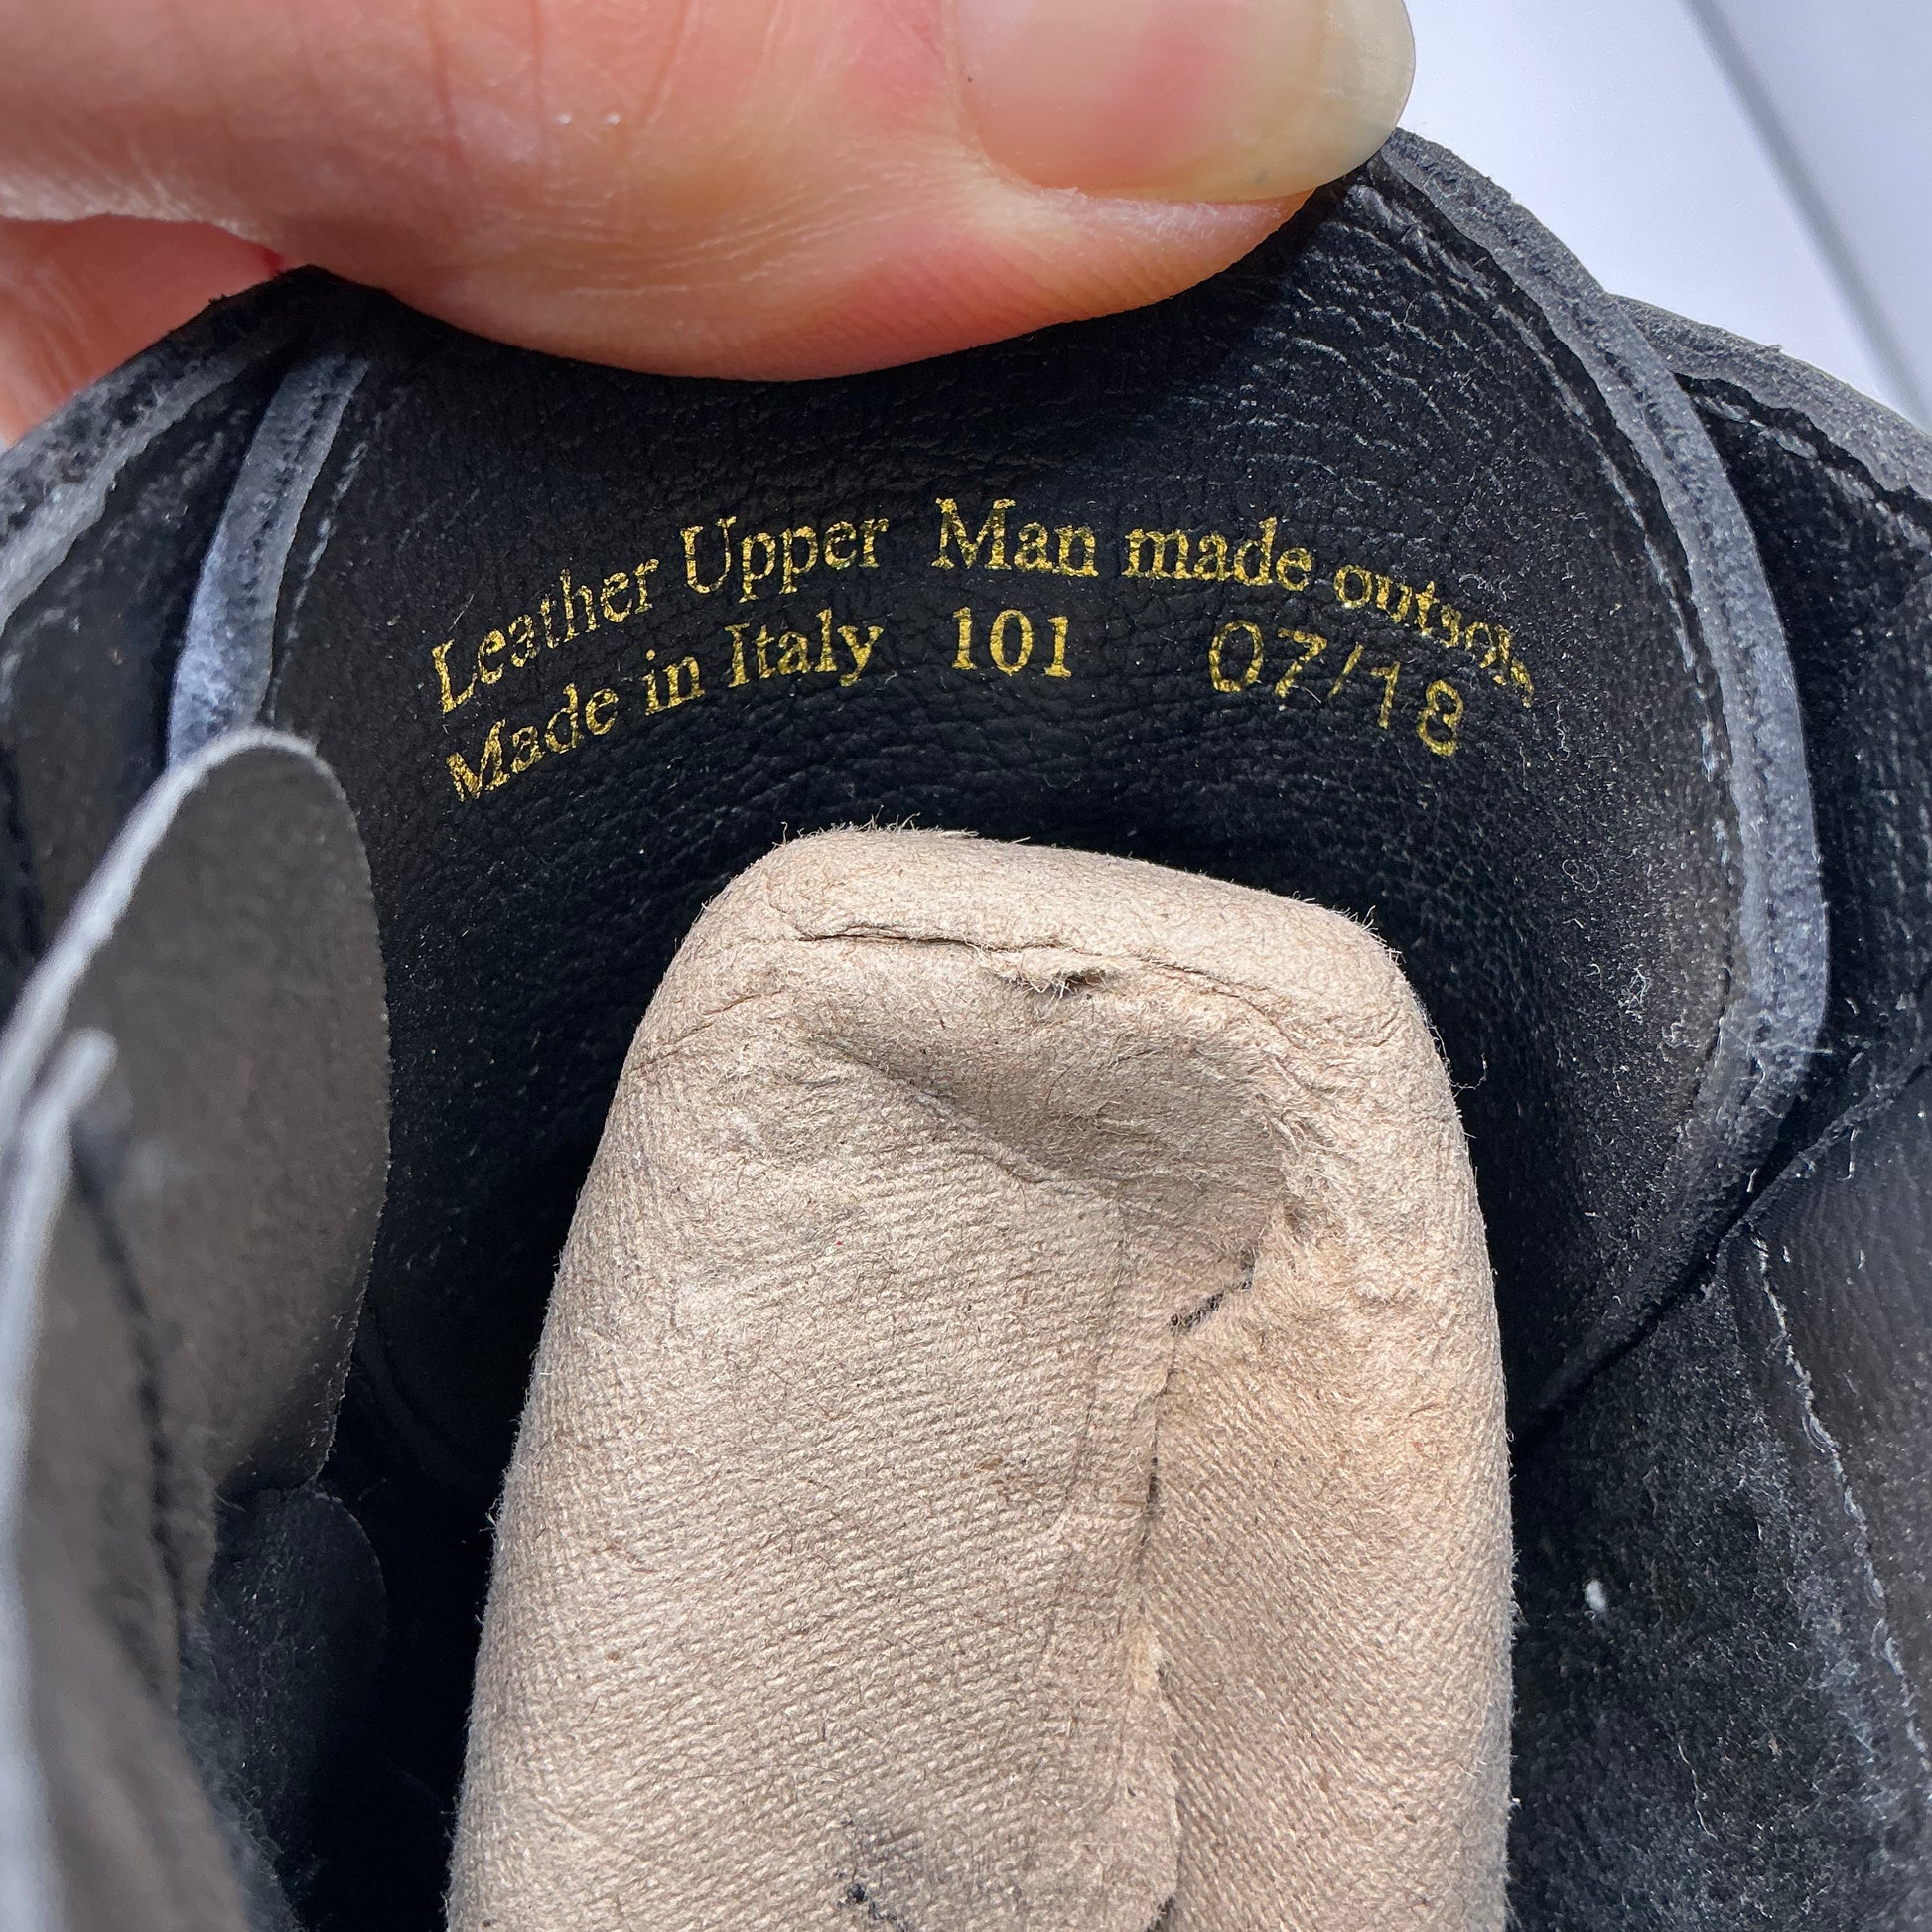 Leather Upper Man made outsole
Made in Italy 101 07/18